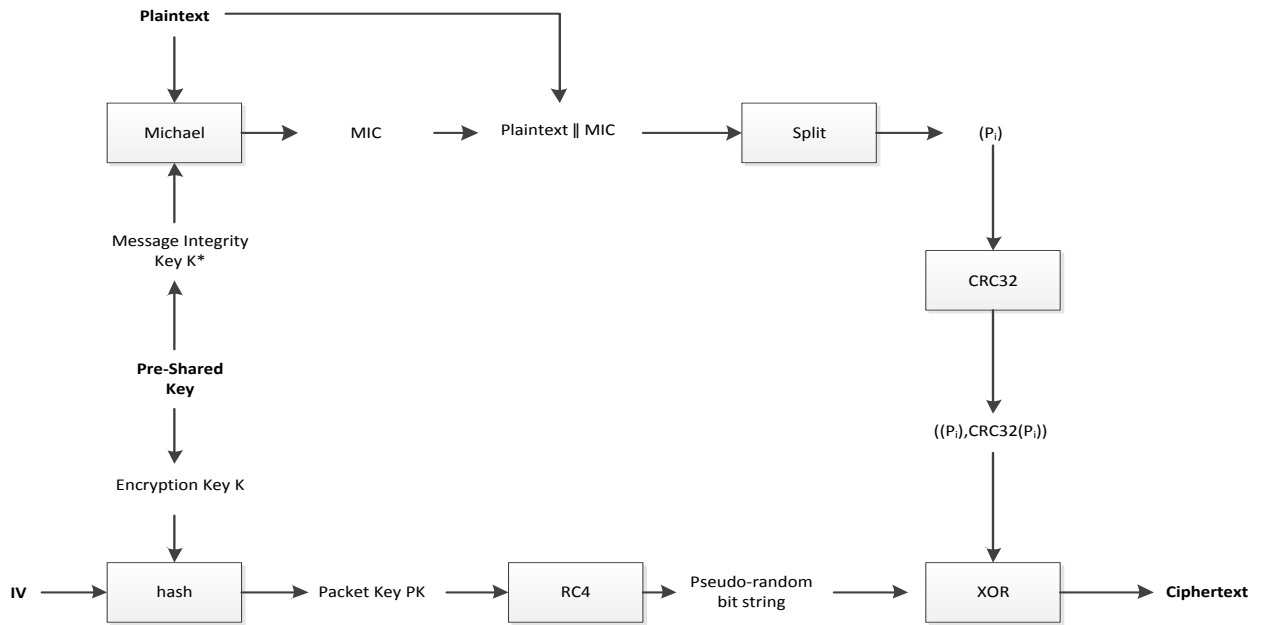 Plaintext
Michael
MIC
Plaintext ‖ MIC
Split
(Pᵢ)
Message Integrity
Key K*
CRC32
Pre-Shared
Key
((Pᵢ),CRC32(Pᵢ))
Encryption Key K
IV
hash
Packet Key PK
RC4
Pseudo-random
bit string
XOR
Ciphertext